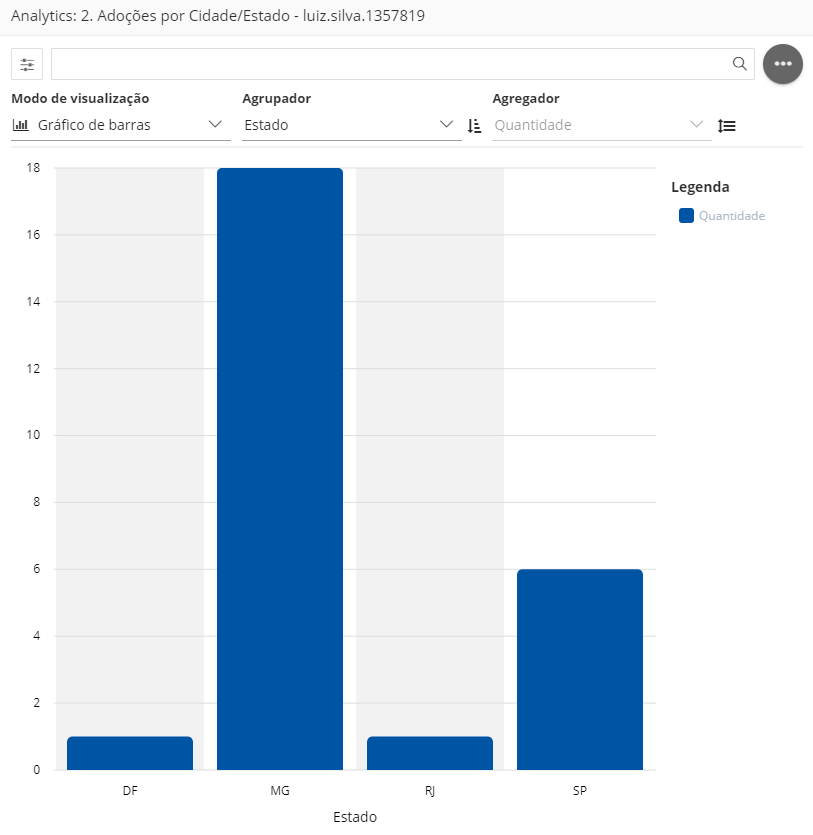 Analytics: 2. Adoções por Cidade/Estado - luiz.silva.1357819
Modo de visualização
Agrupador
Agregador
Gráfico de barras
Estado
Quantidade
Legenda
Quantidade
18
16
14
12
10
8
6
4
2
0
DF
MG
RJ
SP
Estado